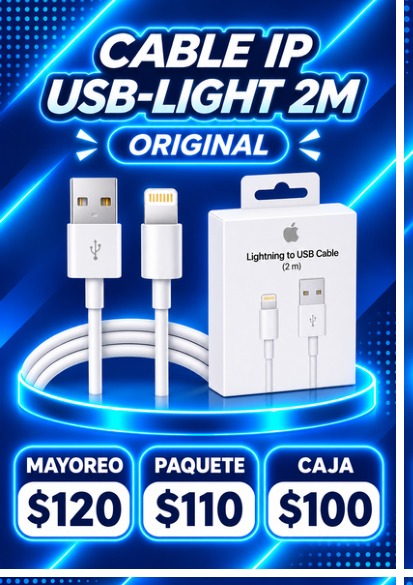 CABLE IP
USB-LIGHT 2M
ORIGINAL
Lightning to USB Cable
(2 m)
MAYOREO
$120
PAQUETE
$110
CAJA
$100